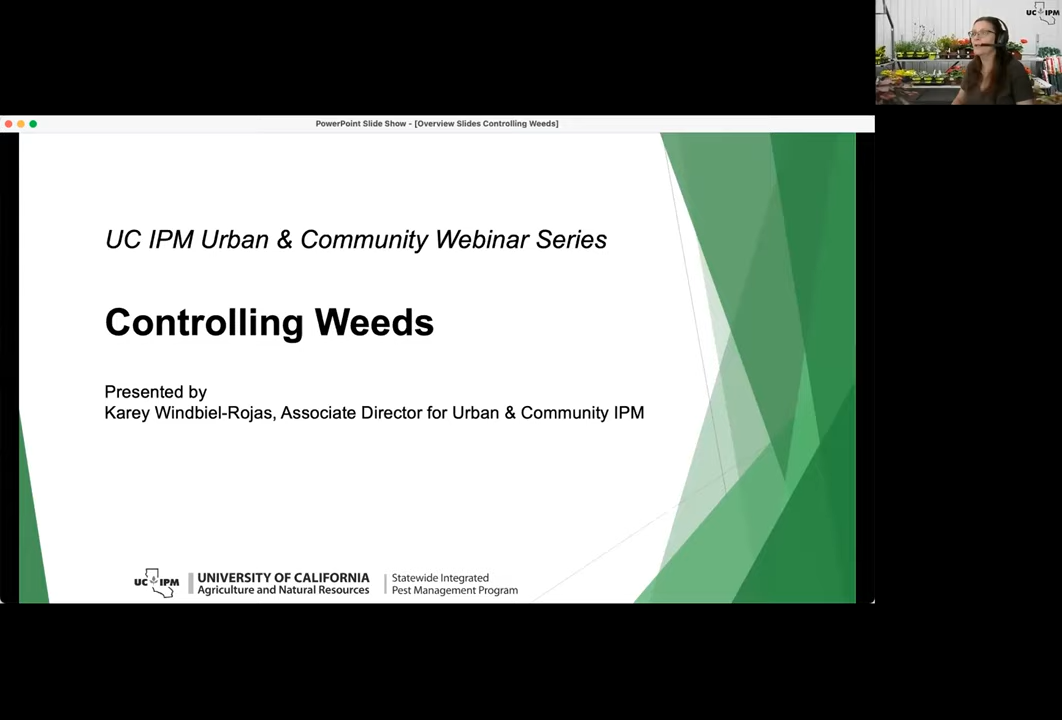 UC IPM
PowerPoint Slide Show - [Overview Slides Controlling Weeds]
UC IPM Urban & Community Webinar Series
Controlling Weeds
Presented by
Karey Windbiel-Rojas, Associate Director for Urban & Community IPM
UC IPM
UNIVERSITY OF CALIFORNIA
Agriculture and Natural Resources
Statewide Integrated
Pest Management Program